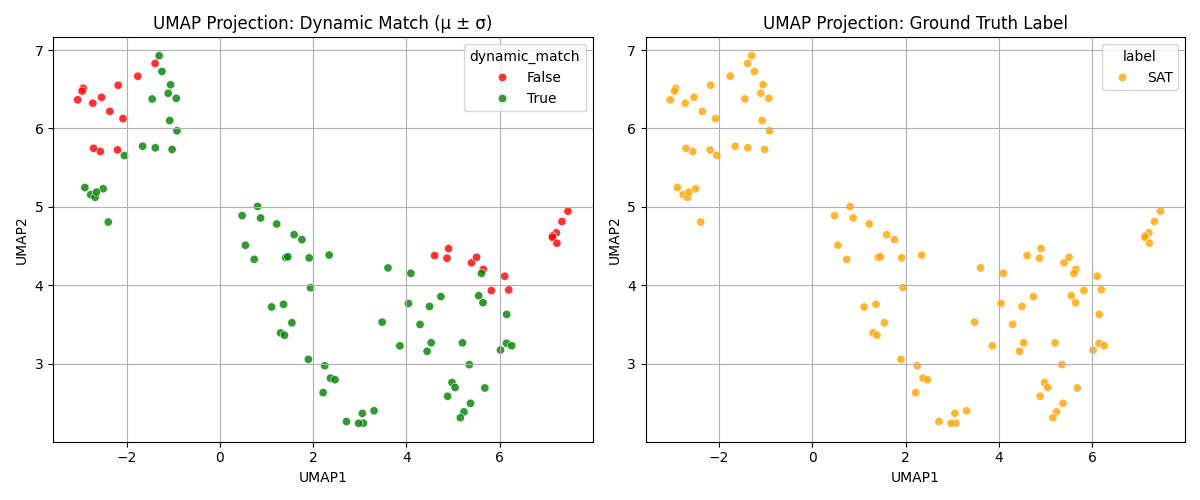 UMAP Projection: Dynamic Match (μ ± σ)
dynamic_match
False
True
7
6
5
4
3
UMAP2
−2
0
2
4
6
UMAP1
UMAP Projection: Ground Truth Label
label
SAT
7
6
5
4
3
UMAP2
−2
0
2
4
6
UMAP1